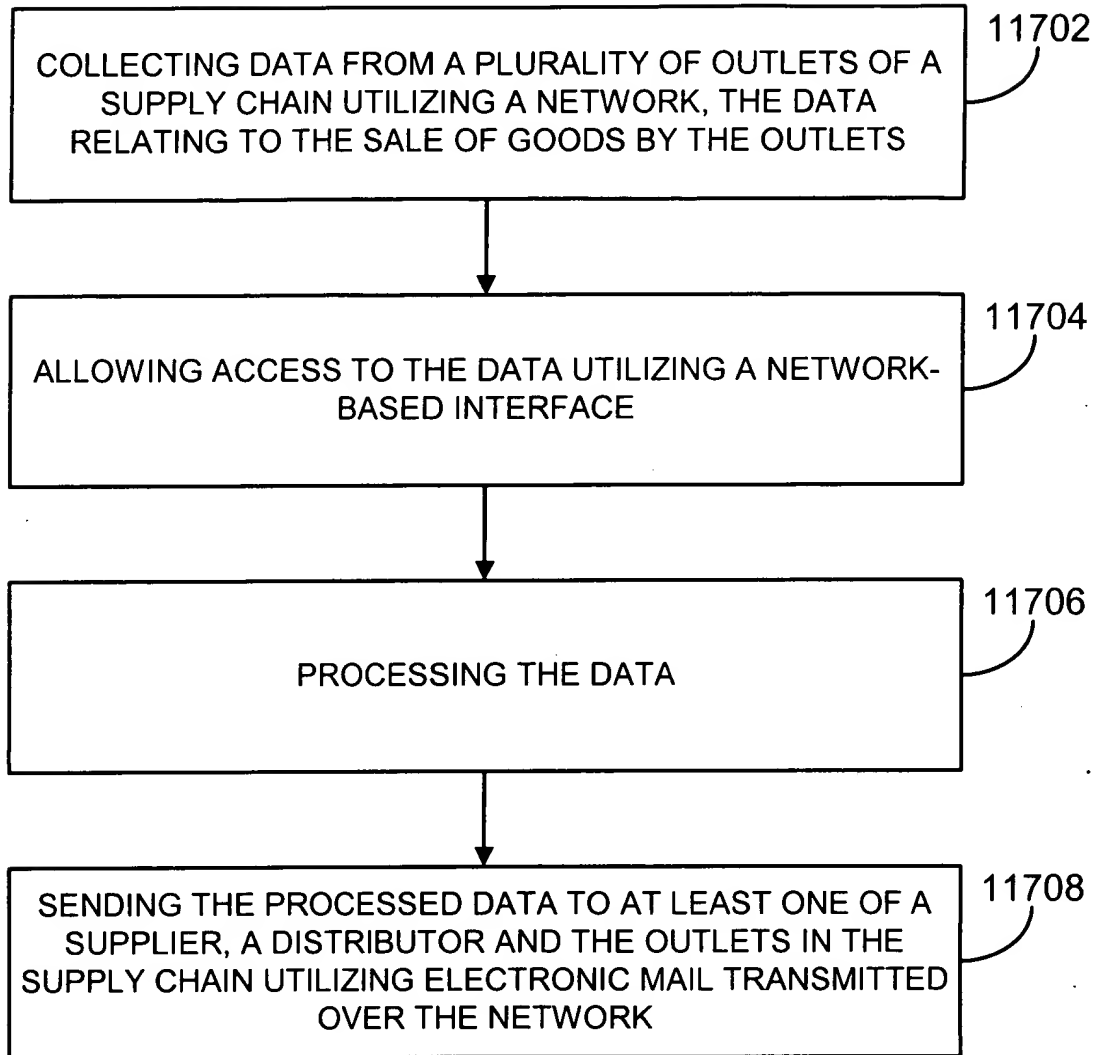 11702
COLLECTING DATA FROM A PLURALITY OF OUTLETS OF A
SUPPLY CHAIN UTILIZING A NETWORK, THE DATA
RELATING TO THE SALE OF GOODS BY THE OUTLETS
11704
ALLOWING ACCESS TO THE DATA UTILIZING A NETWORK-
BASED INTERFACE
11706
PROCESSING THE DATA
11708
SENDING THE PROCESSED DATA TO AT LEAST ONE OF A
SUPPLIER, A DISTRIBUTOR AND THE OUTLETS IN THE
SUPPLY CHAIN UTILIZING ELECTRONIC MAIL TRANSMITTED
OVER THE NETWORK